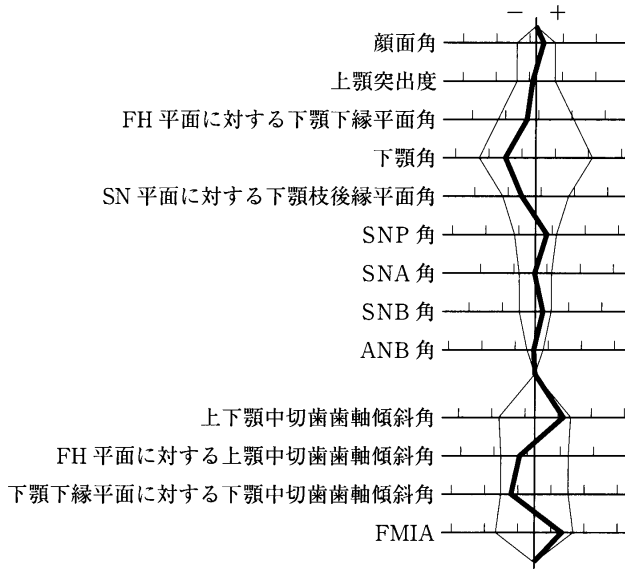 − +
顔面角
上顎突出度
FH 平面に対する下顎下縁平面角
下顎角
SN 平面に対する下顎枝後縁平面角
SNP 角
SNA 角
SNB 角
ANB 角
上下顎中切歯歯軸傾斜角
FH 平面に対する上顎中切歯歯軸傾斜角
下顎下縁平面に対する下顎中切歯歯軸傾斜角
FMIA